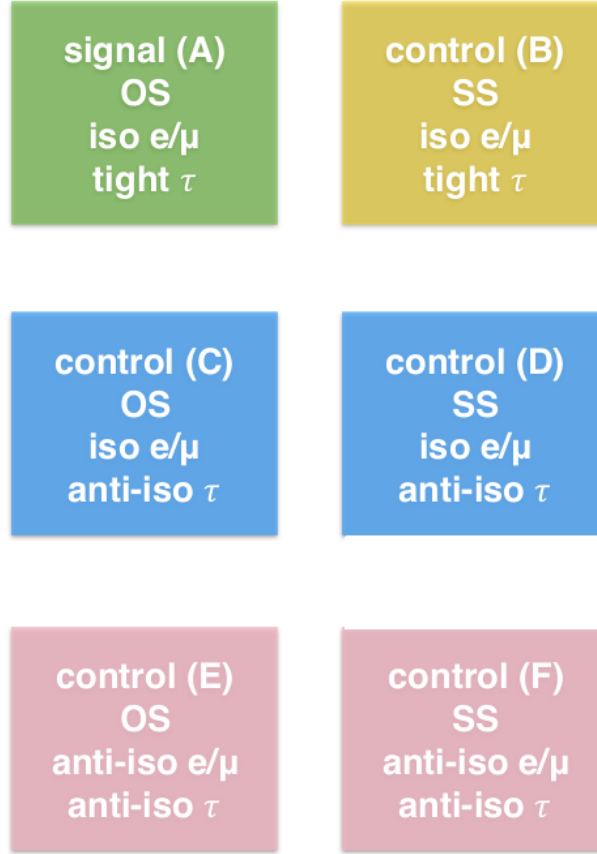 signal (A)
OS
iso e/μ
tight τ
control (B)
SS
iso e/μ
tight τ
control (C)
OS
iso e/μ
anti-iso τ
control (D)
SS
iso e/μ
anti-iso τ
control (E)
OS
anti-iso e/μ
anti-iso τ
control (F)
SS
anti-iso e/μ
anti-iso τ